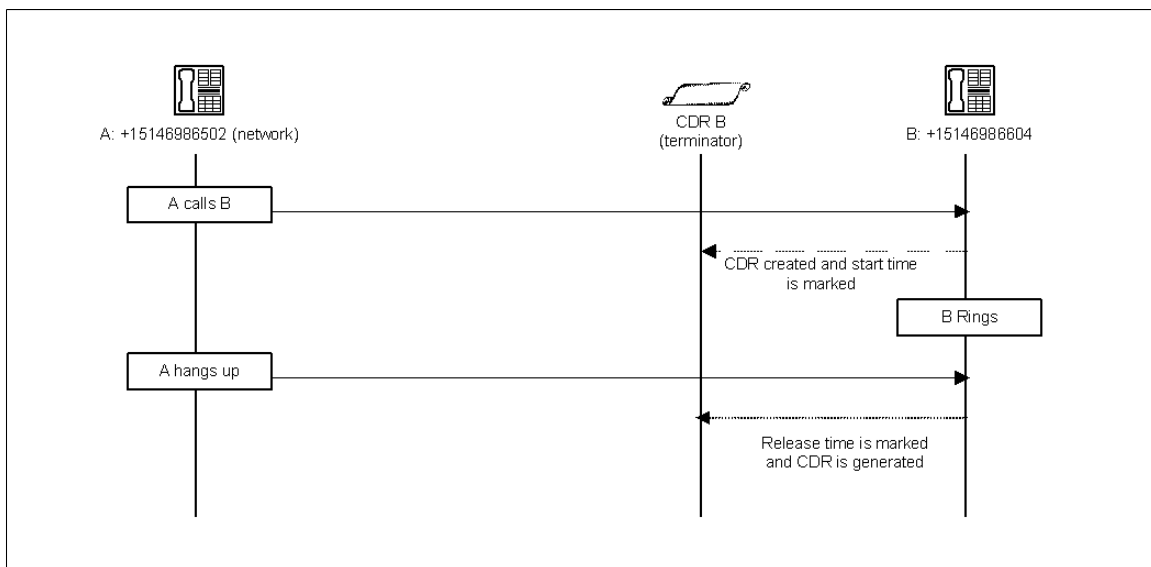 A: +15146986502 (network)
CDR B
(terminator)
B: +15146986604
A calls B
CDR created and start time
is marked
B Rings
A hangs up
Release time is marked
and CDR is generated